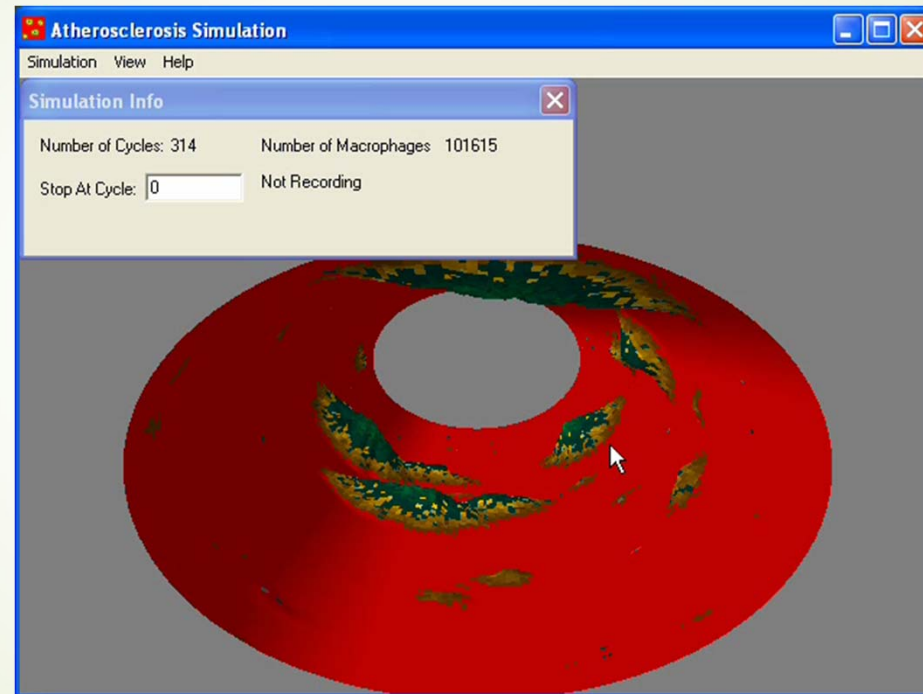 Atherosclerosis Simulation
Simulation View Help
Simulation Info
Number of Cycles: 314 Number of Macrophages 101615
Stop At Cycle: 0 Not Recording